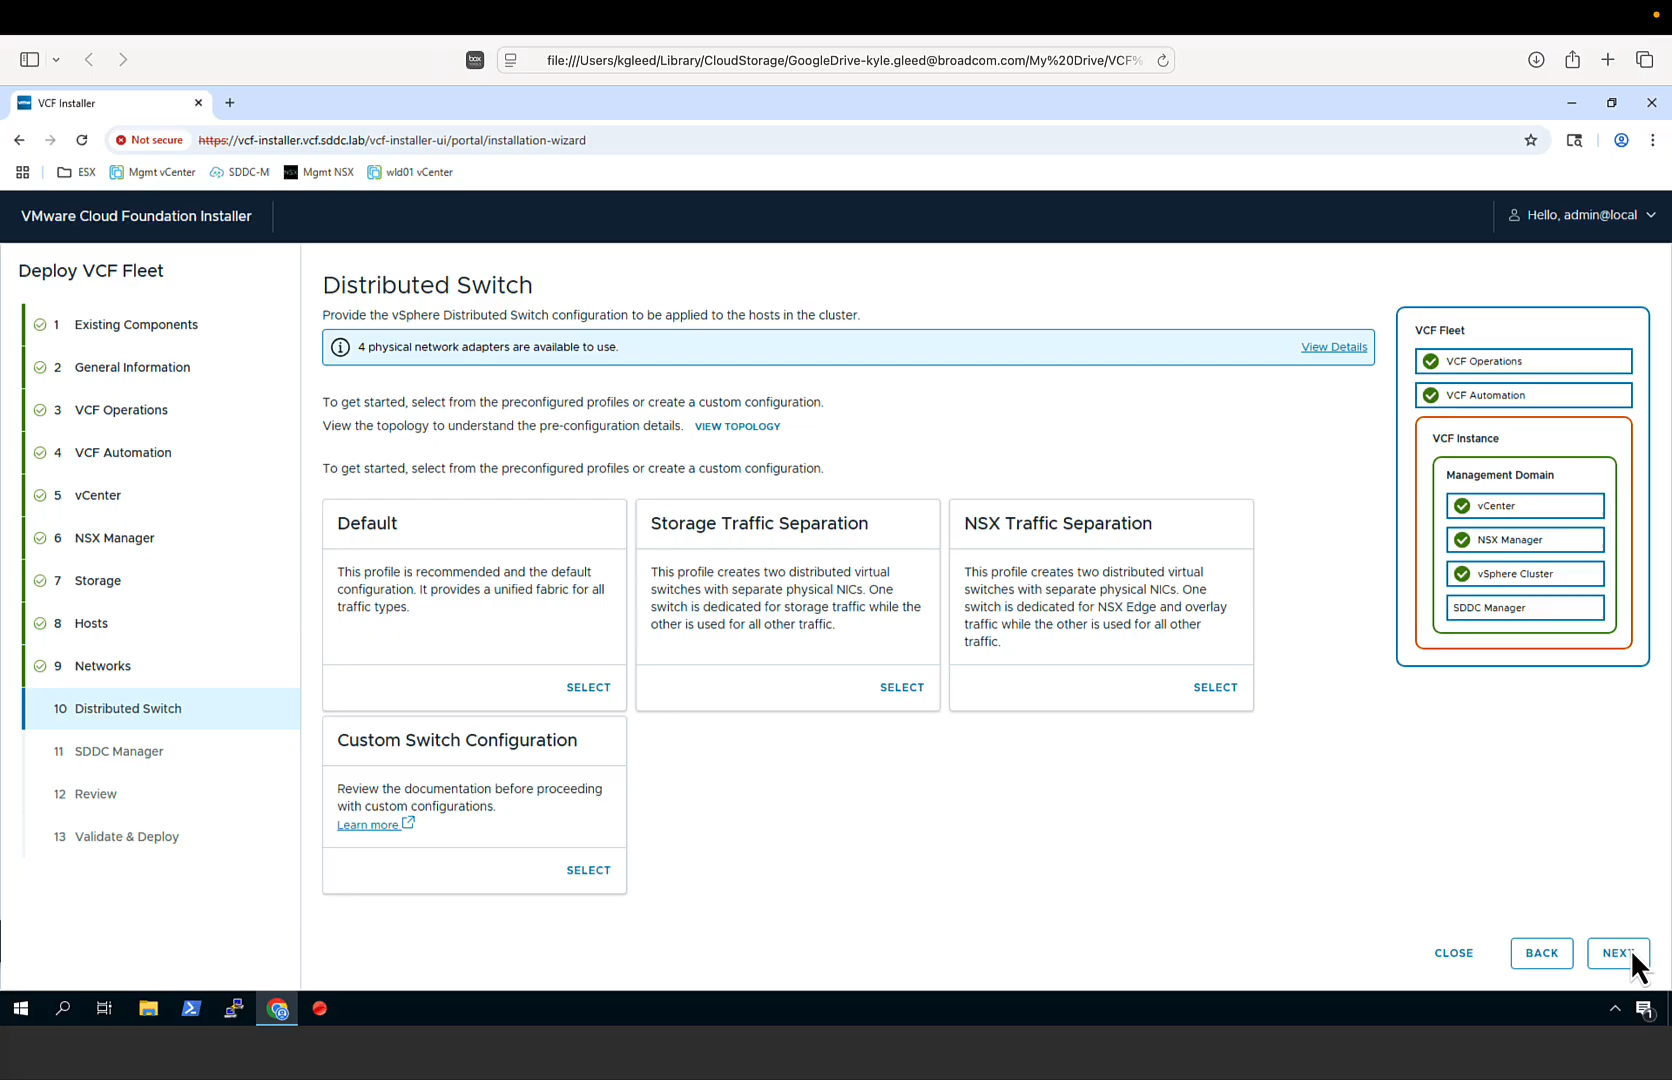 file:///Users/kgleed/Library/CloudStorage/GoogleDrive-kyle.gleed@broadcom.com/My%20Drive/VCF%
VCF Installer
Not secure
https://vcf-installer.vcf.sddc.lab/vcf-installer-ui/portal/installation-wizard
ESX
Mgmt vCenter
SDDC-M
Mgmt NSX
wld01 vCenter
VMware Cloud Foundation Installer
Hello, admin@local
Deploy VCF Fleet
1 Existing Components
2 General Information
3 VCF Operations
4 VCF Automation
5 vCenter
6 NSX Manager
7 Storage
8 Hosts
9 Networks
10 Distributed Switch
11 SDDC Manager
12 Review
13 Validate & Deploy
Distributed Switch
Provide the vSphere Distributed Switch configuration to be applied to the hosts in the cluster.
4 physical network adapters are available to use.
View Details
To get started, select from the preconfigured profiles or create a custom configuration.
View the topology to understand the pre-configuration details. VIEW TOPOLOGY
To get started, select from the preconfigured profiles or create a custom configuration.
Default
This profile is recommended and the default
configuration. It provides a unified fabric for all
traffic types.
SELECT
Storage Traffic Separation
This profile creates two distributed virtual
switches with separate physical NICs. One
switch is dedicated for storage traffic while the
other is used for all other traffic.
SELECT
NSX Traffic Separation
This profile creates two distributed virtual
switches with separate physical NICs. One
switch is dedicated for NSX Edge and overlay
traffic while the other is used for all other
traffic.
SELECT
Custom Switch Configuration
Review the documentation before proceeding
with custom configurations.
Learn more
SELECT
VCF Fleet
VCF Operations
VCF Automation
VCF Instance
Management Domain
vCenter
NSX Manager
vSphere Cluster
SDDC Manager
CLOSE
BACK
NEXT
1